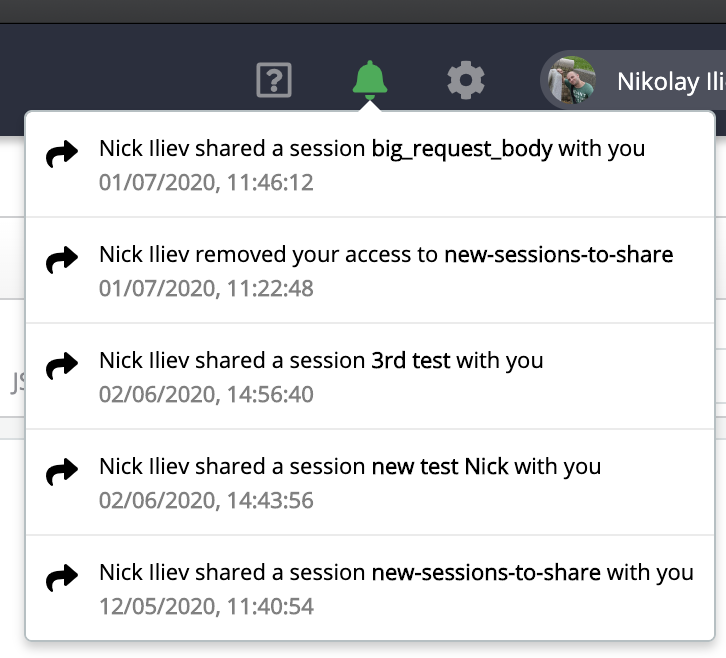 ?
Nikolay Ili
Nick Iliev shared a session big_request_body with you
01/07/2020, 11:46:12
Nick Iliev removed your access to new-sessions-to-share
01/07/2020, 11:22:48
Nick Iliev shared a session 3rd test with you
02/06/2020, 14:56:40
JS
Nick Iliev shared a session new test Nick with you
02/06/2020, 14:43:56
Nick Iliev shared a session new-sessions-to-share with you
12/05/2020, 11:40:54